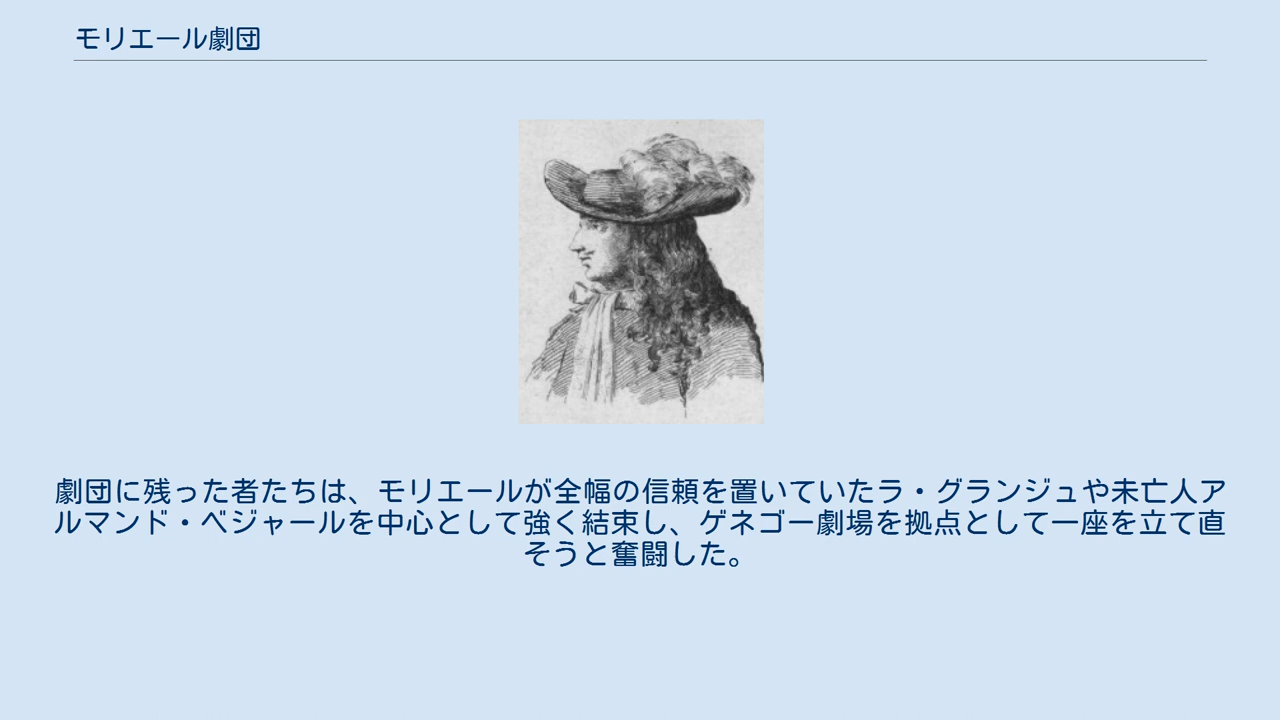 モリエール劇団
劇団に残った者たちは、モリエールが全幅の信頼を置いていたラ・グランジュや未亡人ア
ルマンド・ベジャールを中心として強く結束し、ゲネゴー劇場を拠点として一座を立て直
そうと奮闘した。